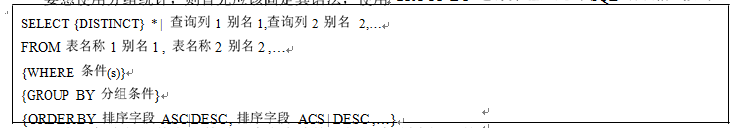 SELECT {DISTINCT} *| 查询列 1 别名 1,查询列 2 别名 2,…
FROM 表名称 1 别名 1 , 表名称 2 别名 2 ,…
{WHERE 条件(s)}
{GROUP BY 分组条件}
{ORDER BY 排序字段 ASC|DESC, 排序字段 ACS | DESC ,…}